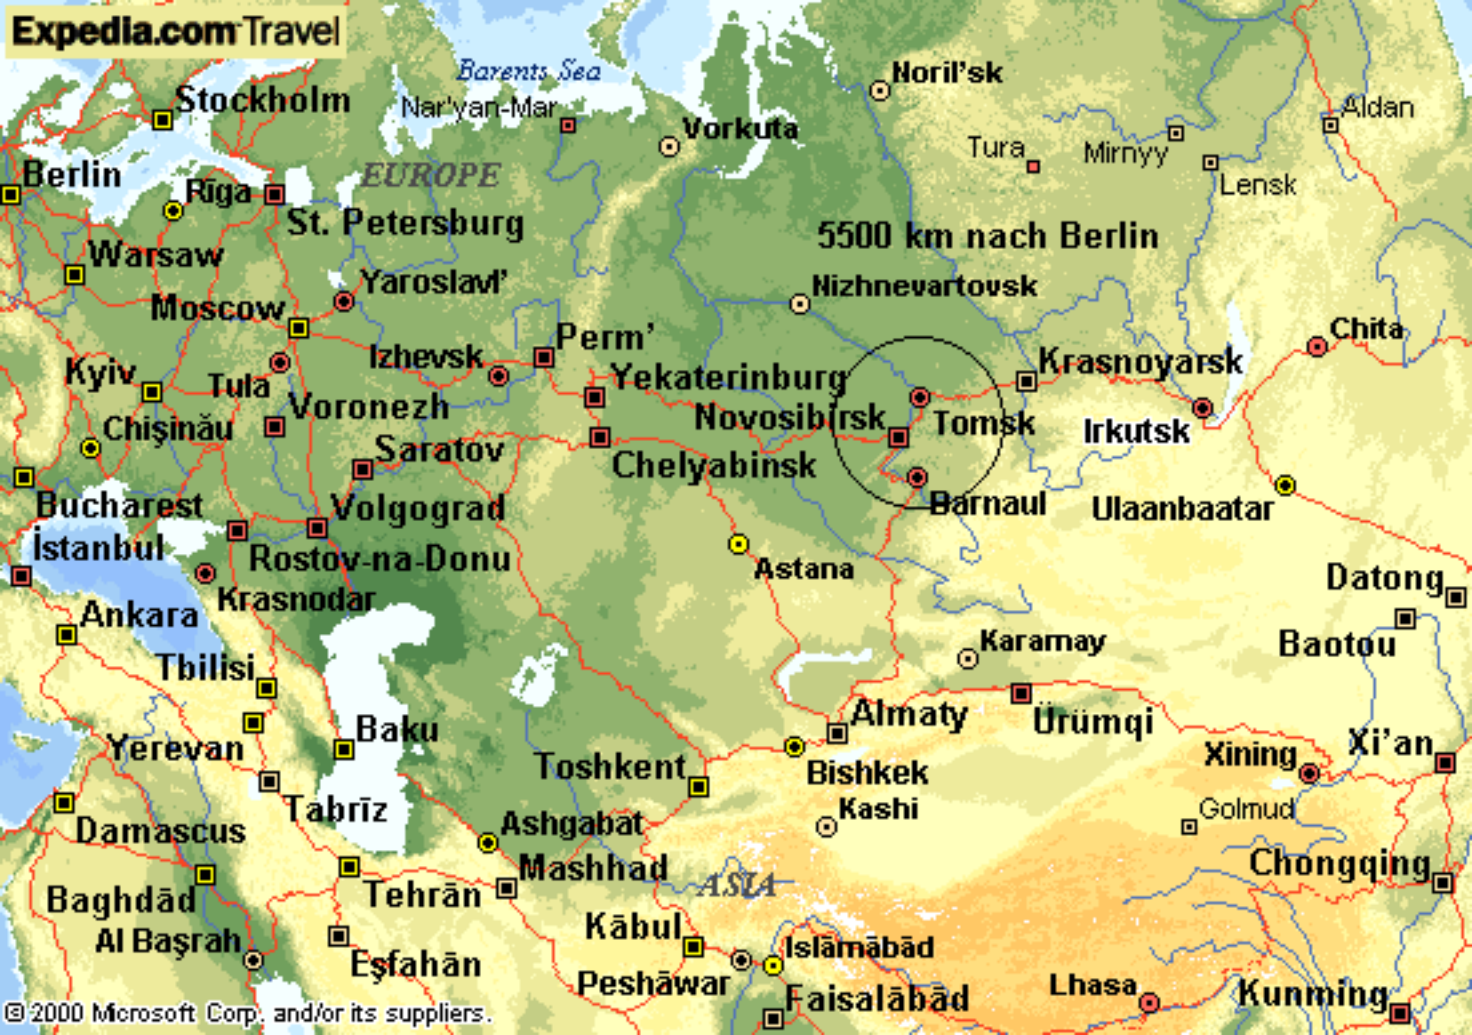 Expedia.com Travel
Barents Sea
Noril'sk
Stockholm
Nar'yan-Mar
Aldan
Vorkuta
Tura
Mirnyy
Berlin
EUROPE
Rīga
Lensk
St. Petersburg
5500 km nach Berlin
Warsaw
Yaroslavl'
Nizhnevartovsk
Moscow
Perm'
Chita
Izhevsk
Krasnoyarsk
Kyiv
Tula
Yekaterinburg
Voronezh
Novosibirsk
Tomsk
Chişinău
Irkutsk
Saratov
Chelyabinsk
Bucharest
Volgograd
Barnaul
Ulaanbaatar
İstanbul
Rostov-na-Donu
Astana
Datong
Krasnodar
Ankara
Karamay
Baotou
Tbilisi
Almaty
Ürümqi
Baku
Yerevan
Xi'an
Xining
Toshkent
Bishkek
Tabrīz
Kashi
Golmud
Damascus
Ashgabat
Mashhad
Chongqing
ASIA
Baghdād
Tehrān
Kābul
Al Başrah
Islāmābād
Eşfahān
Peshāwar
Lhasa
Faisalābād
Kunming
© 2000 Microsoft Corp. and/or its suppliers.